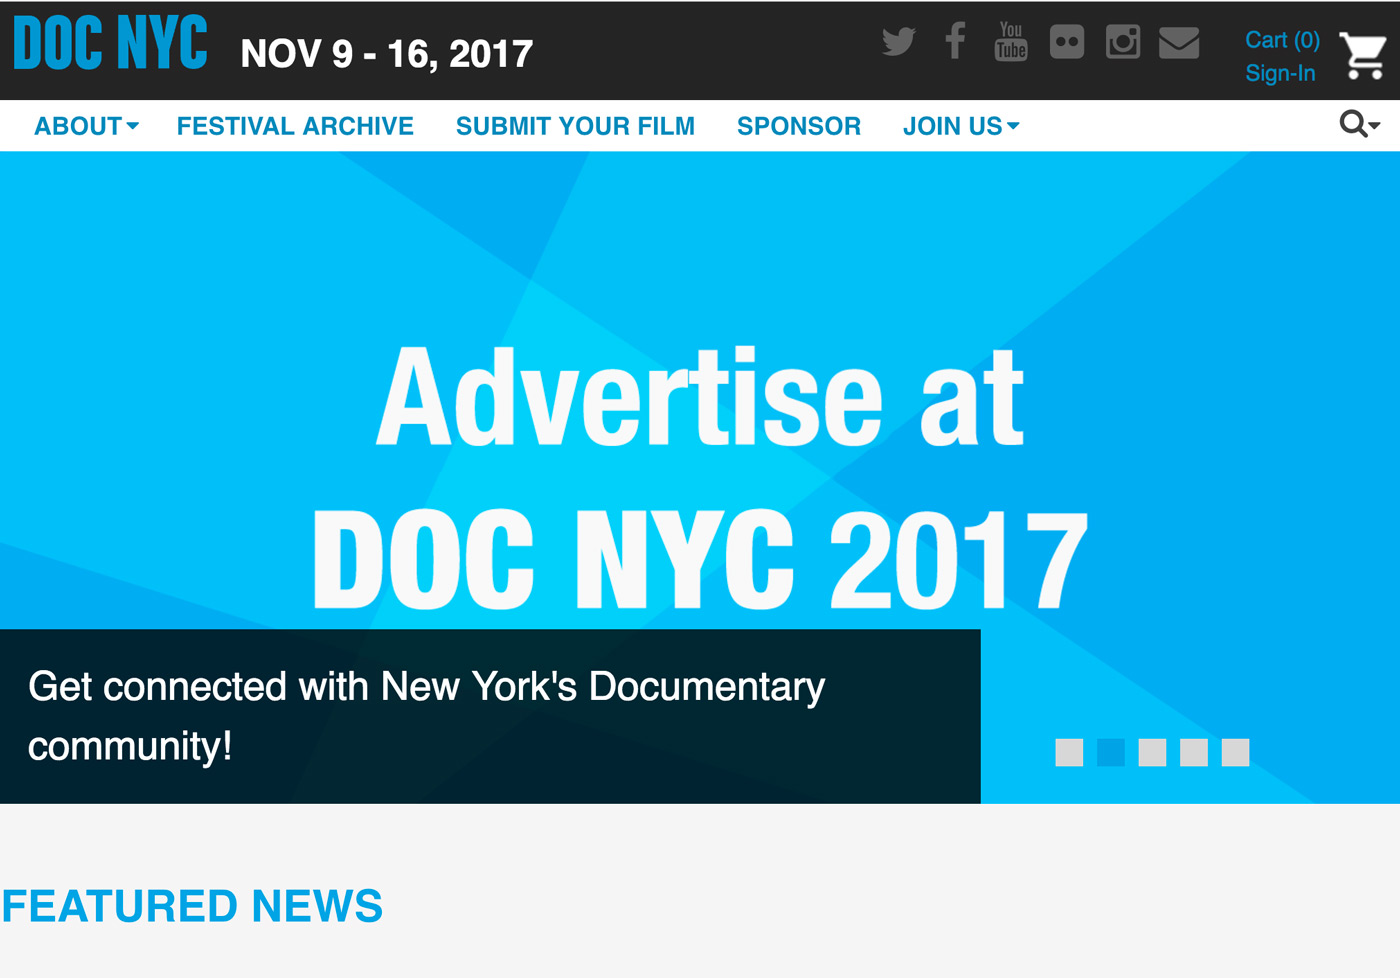 DOC NYC
NOV 9 - 16, 2017
You
Tube
Cart (0)
Sign-In
ABOUT
FESTIVAL ARCHIVE
SUBMIT YOUR FILM
SPONSOR
JOIN US
Advertise at
DOC NYC 2017
Get connected with New York's Documentary
community!
FEATURED NEWS